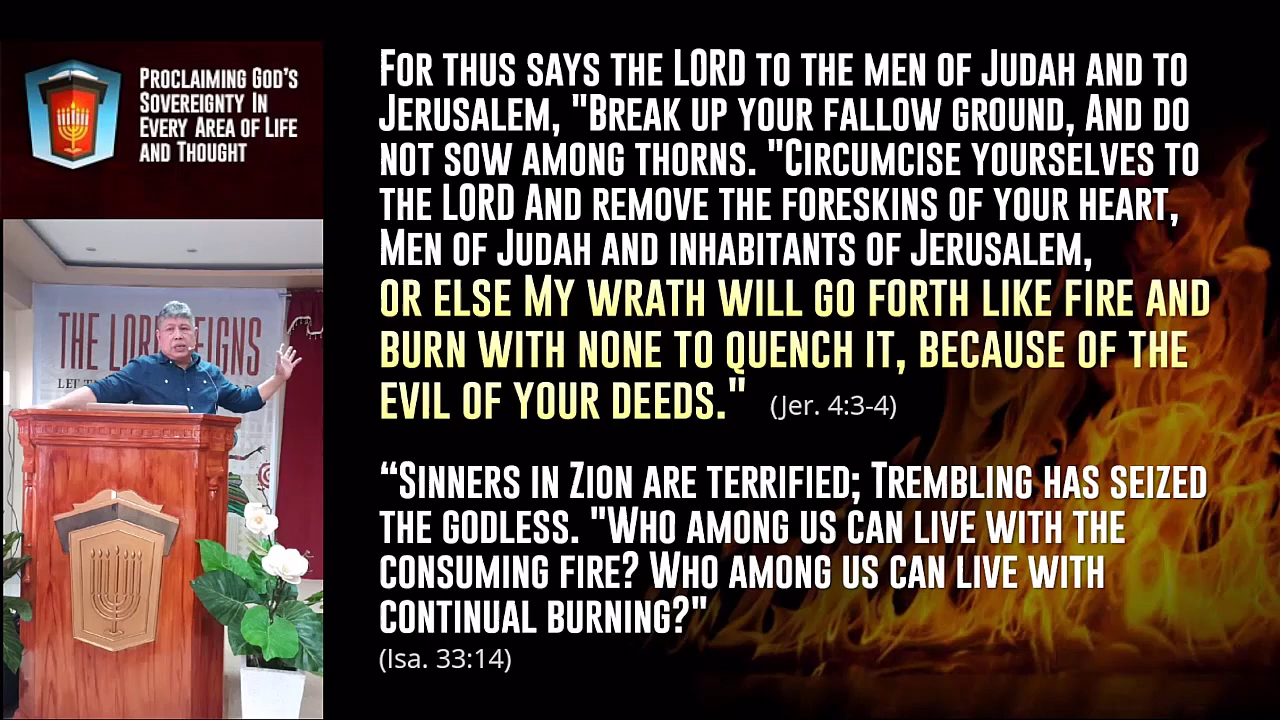 PROCLAIMING GOD'S
SOVEREIGNTY IN
EVERY AREA OF LIFE
AND THOUGHT
FOR THUS SAYS THE LORD TO THE MEN OF JUDAH AND TO
JERUSALEM, "BREAK UP YOUR FALLOW GROUND, AND DO
NOT SOW AMONG THORNS. "CIRCUMCISE YOURSELVES TO
THE LORD AND REMOVE THE FORESKINS OF YOUR HEART,
MEN OF JUDAH AND INHABITANTS OF JERUSALEM,
OR ELSE MY WRATH WILL GO FORTH LIKE FIRE AND
BURN WITH NONE TO QUENCH IT, BECAUSE OF THE
EVIL OF YOUR DEEDS." (Jer. 4:3-4)
“SINNERS IN ZION ARE TERRIFIED; TREMBLING HAS SEIZED
THE GODLESS. "WHO AMONG US CAN LIVE WITH THE
CONSUMING FIRE? WHO AMONG US CAN LIVE WITH
CONTINUAL BURNING?"
(Isa. 33:14)
THE LORD